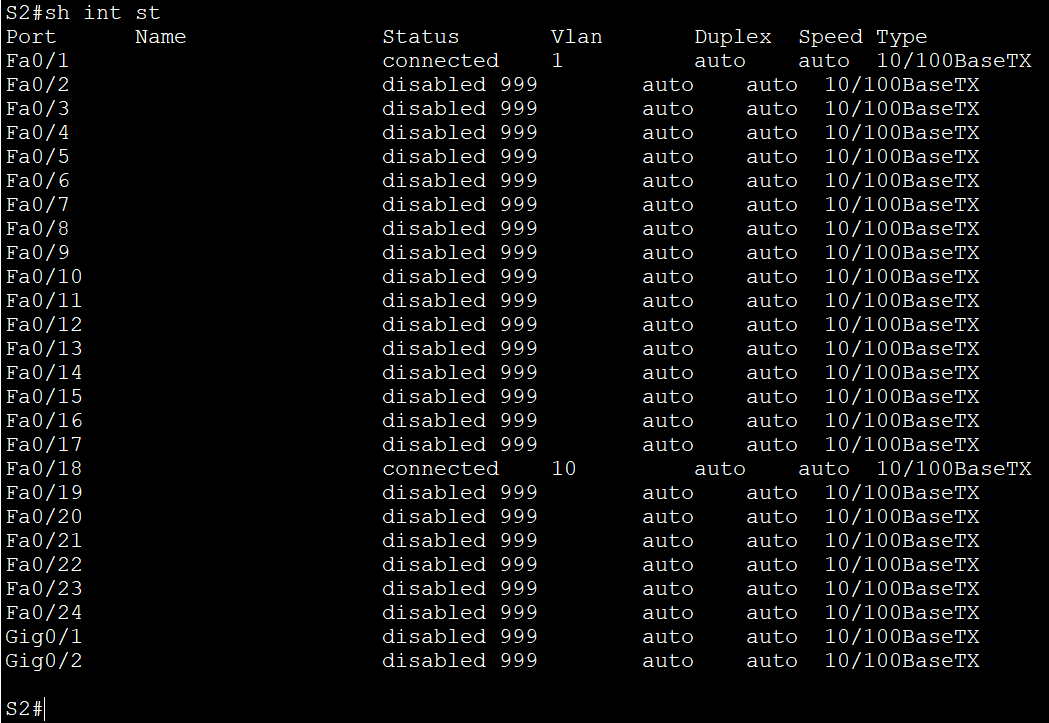 S2#sh int st
Port      Name               Status       Vlan       Duplex  Speed Type
Fa0/1                        connected    1          auto    auto  10/100BaseTX
Fa0/2                        disabled 999        auto    auto  10/100BaseTX
Fa0/3                        disabled 999        auto    auto  10/100BaseTX
Fa0/4                        disabled 999        auto    auto  10/100BaseTX
Fa0/5                        disabled 999        auto    auto  10/100BaseTX
Fa0/6                        disabled 999        auto    auto  10/100BaseTX
Fa0/7                        disabled 999        auto    auto  10/100BaseTX
Fa0/8                        disabled 999        auto    auto  10/100BaseTX
Fa0/9                        disabled 999        auto    auto  10/100BaseTX
Fa0/10                       disabled 999        auto    auto  10/100BaseTX
Fa0/11                       disabled 999        auto    auto  10/100BaseTX
Fa0/12                       disabled 999        auto    auto  10/100BaseTX
Fa0/13                       disabled 999        auto    auto  10/100BaseTX
Fa0/14                       disabled 999        auto    auto  10/100BaseTX
Fa0/15                       disabled 999        auto    auto  10/100BaseTX
Fa0/16                       disabled 999        auto    auto  10/100BaseTX
Fa0/17                       disabled 999        auto    auto  10/100BaseTX
Fa0/18                       connected    10         auto    auto  10/100BaseTX
Fa0/19                       disabled 999        auto    auto  10/100BaseTX
Fa0/20                       disabled 999        auto    auto  10/100BaseTX
Fa0/21                       disabled 999        auto    auto  10/100BaseTX
Fa0/22                       disabled 999        auto    auto  10/100BaseTX
Fa0/23                       disabled 999        auto    auto  10/100BaseTX
Fa0/24                       disabled 999        auto    auto  10/100BaseTX
Gig0/1                       disabled 999        auto    auto  10/100BaseTX
Gig0/2                       disabled 999        auto    auto  10/100BaseTX
S2#